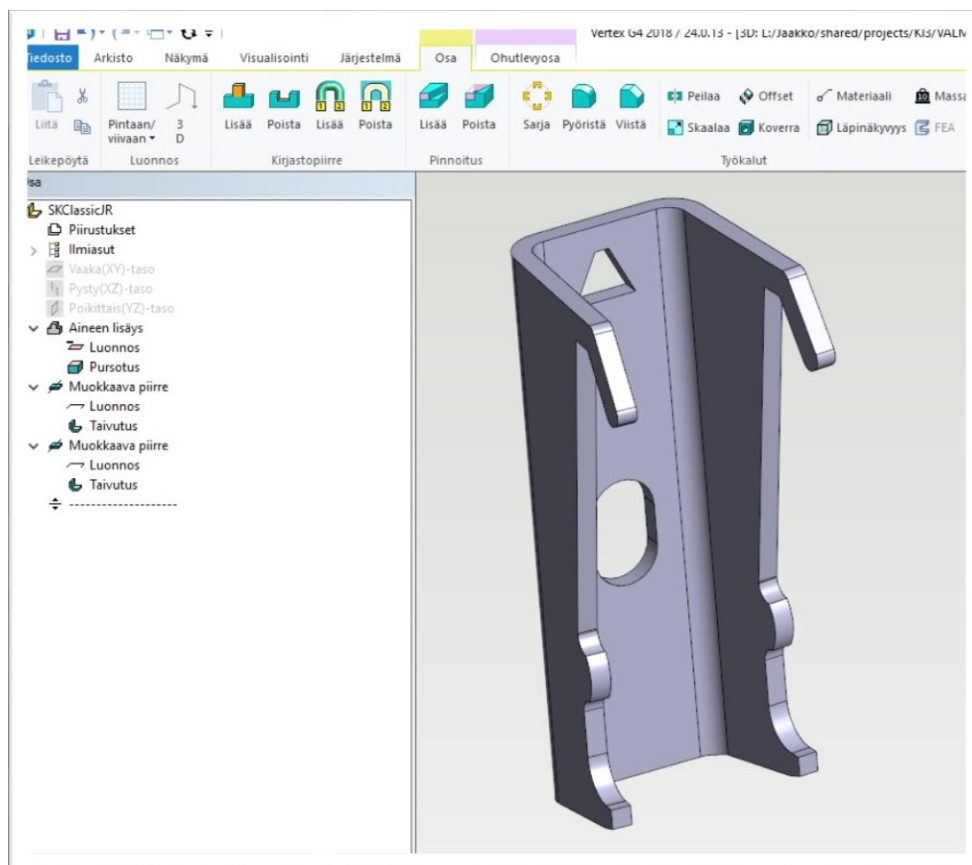 Vertex G4 2018 / 24.0.13 - [3D: L:/Jaakko/shared/projects/KI3/VALM
Tiedosto Arkisto Näkymä Visualisointi Järjestelmä Osa Ohutlevyosa
Liitä
Pintaan/ viivaan
3 D
Lisää Poista Lisää Poista
Lisää Poista
Sarja Pyöristä Viistä
Peilaa Offset Materiaali Massa
Skaalaa Koverra Läpinäkyvyys FEA
Leikepöytä Luonnos Kirjastopiirre Pinnoitus Työkalut
Osa
SKClassicJR
Piirustukset
Ilmiasut
Vaaka(XY)-taso
Pysty(XZ)-taso
Poikittais(YZ)-taso
Aineen lisäys
Luonnos
Pursotus
Muokkaava piirre
Luonnos
Taivutus
Muokkaava piirre
Luonnos
Taivutus